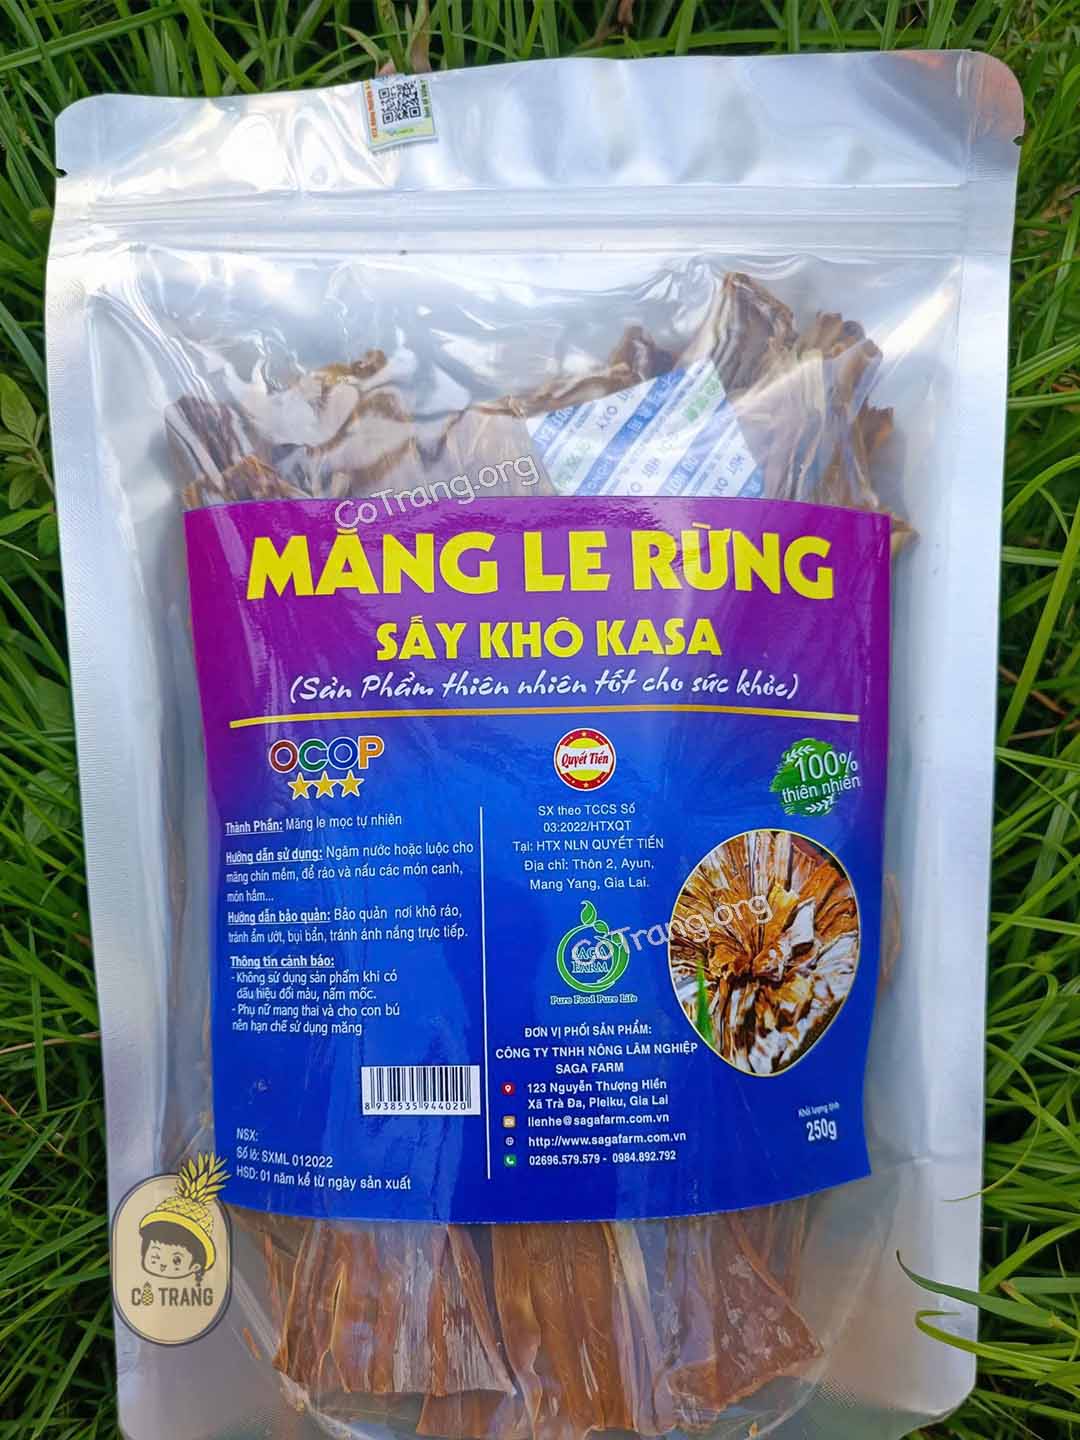 CoTrang.org
MĂNG LE RỪNG
SẤY KHÔ KASA
(Sản Phẩm thiên nhiên tốt cho sức khỏe)
OCOP
Thành Phần: Măng le mọc tự nhiên
Hướng dẫn sử dụng: Ngâm nước hoặc luộc cho
măng chín mềm, để ráo và nấu các món canh,
món hầm...
Hướng dẫn bảo quản: Bảo quản nơi khô ráo,
tránh ẩm ướt, bụi bẩn, tránh ánh nắng trực tiếp.
Thông tin cảnh báo:
- Không sử dụng sản phẩm khi có
dấu hiệu đổi màu, nấm mốc.
- Phụ nữ mang thai và cho con bú
nên hạn chế sử dụng măng
8 938535 944020
NSX:
Số lô: SXML 012022
HSD: 01 năm kể từ ngày sản xuất
Quyết Tiến
SX theo TCCS Số
03:2022/HTXQT
Tại: HTX NLN QUYẾT TIẾN
Địa chỉ: Thôn 2, Ayun,
Mang Yang, Gia Lai.
SAGA
FARM
Pure Food Pure Life
ĐƠN VỊ PHỐI SẢN PHẨM:
CÔNG TY TNHH NÔNG LÂM NGHIỆP
SAGA FARM
123 Nguyễn Thượng Hiền
Xã Trà Đa, Pleiku, Gia Lai
lienhe@sagafarm.com.vn
http://www.sagafarm.com.vn
02696.579.579 - 0984.892.792
100%
thiên nhiên
CoTrang.org
Khối lượng tịnh
250g
CÔ TRANG